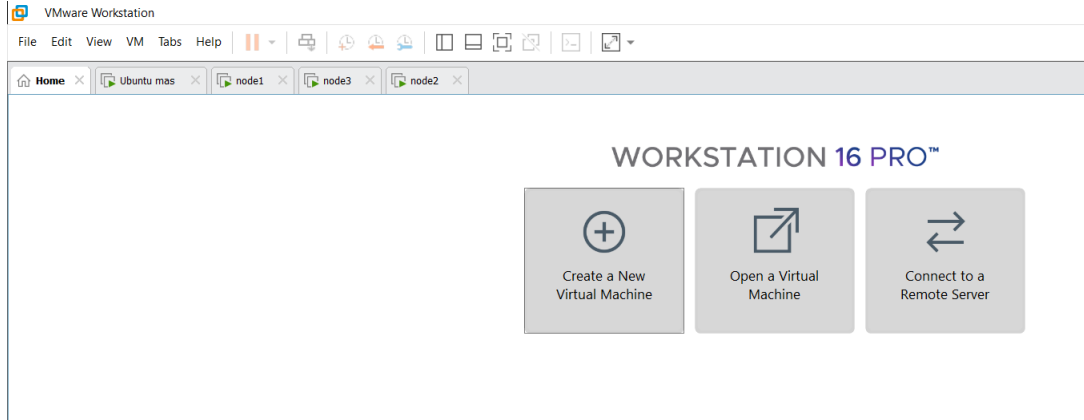 VMware Workstation
File Edit View VM Tabs Help
Home Ubuntu mas node1 node3 node2
WORKSTATION 16 PRO™
Create a New Open a Virtual Connect to a
Virtual Machine Machine Remote Server